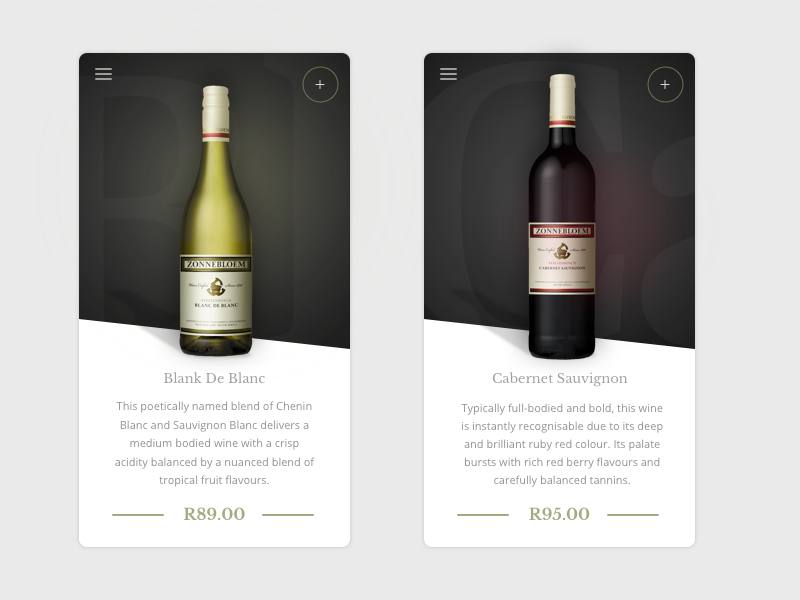 ZONNEBLOEM
BLANC DE BLANC
Blank De Blanc
This poetically named blend of Chenin
Blanc and Sauvignon Blanc delivers a
medium bodied wine with a crisp
acidity balanced by a nuanced blend of
tropical fruit flavours.
R89.00
ZONNEBLOEM
CABERNET SAUVIGNON
Cabernet Sauvignon
Typically full-bodied and bold, this wine
is instantly recognisable due to its deep
and brilliant ruby red colour. Its palate
bursts with rich red berry flavours and
carefully balanced tannins.
R95.00